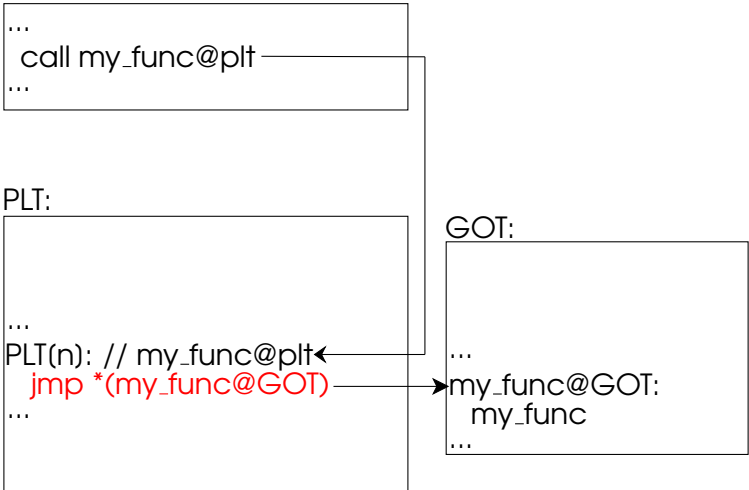 ...
call my_func@plt
...
PLT:
...
PLT(n): // my_func@plt
jmp *(my_func@GOT)
...
GOT:
...
my_func@GOT:
my_func
...